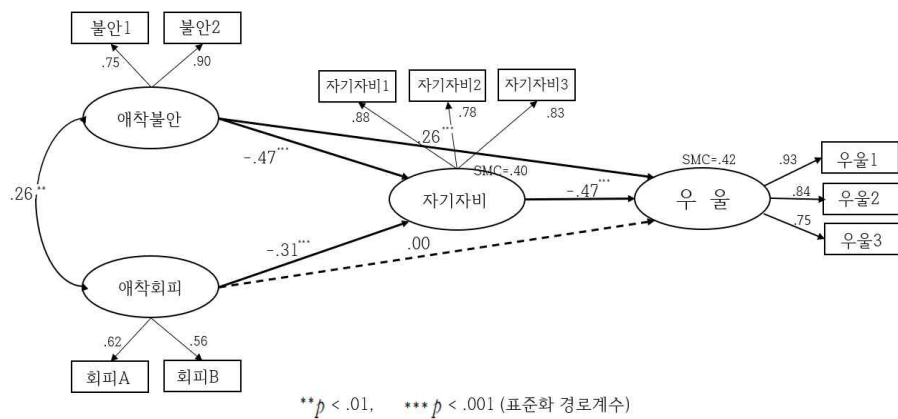 불안1 불안2
.75 .90
자기자비1 자기자비2 자기자비3
.88 .78 .83
애착불안
.26***
-.47***
SMC=.40
SMC=.42
.93 우울1
.26**
자기자비
-.47***
우 울
.84 우울2
.75 우울3
-.31***
.00
애착회피
.62 .56
회피A 회피B
**p < .01, ***p < .001 (표준화 경로계수)